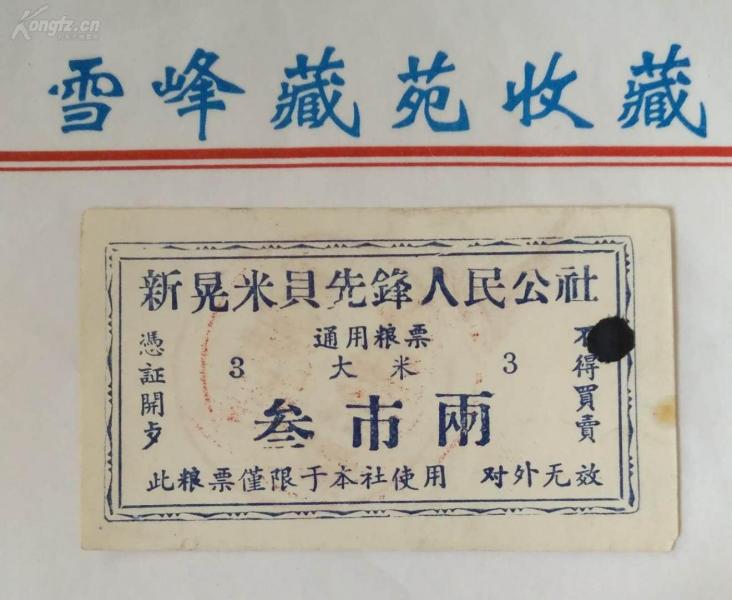 Kongfz.cn
雪峰藏苑收藏
新晃米貝先鋒人民公社
通用粮票
3 大米 3
叁市兩
憑証開歺
不得買賣
此粮票僅限于本社使用 对外无效